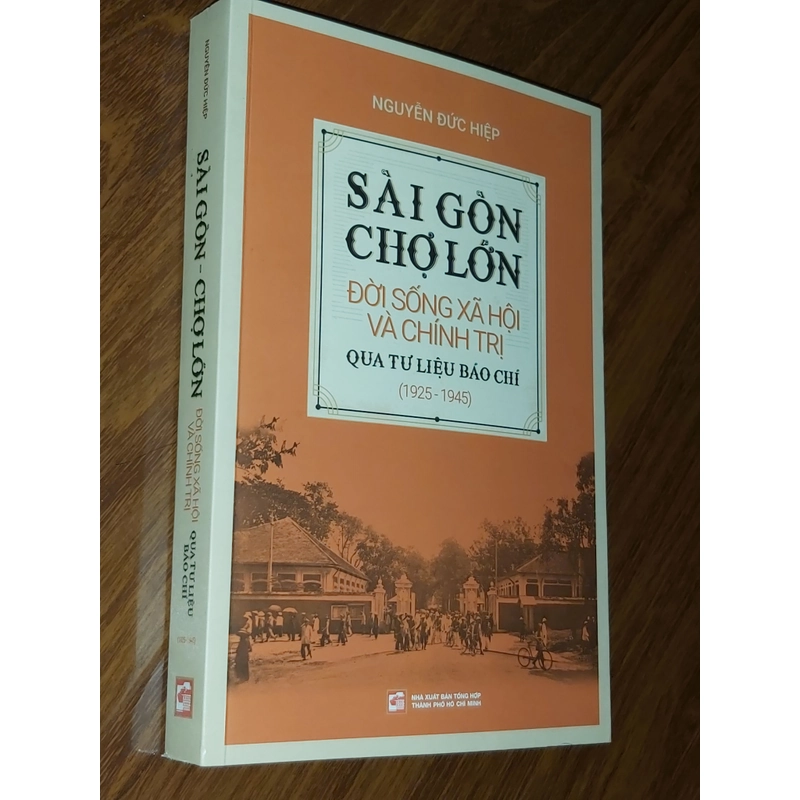 NGUYỄN ĐỨC HIỆP
SÀI GÒN
CHỢ LỚN
ĐỜI SỐNG XÃ HỘI
VÀ CHÍNH TRỊ
QUA TƯ LIỆU BÁO CHÍ
(1925 - 1945)
NHÀ XUẤT BẢN TỔNG HỢP
THÀNH PHỐ HỒ CHÍ MINH
NGUYỄN ĐỨC HIỆP
SÀI GÒN - CHỢ LỚN
ĐỜI SỐNG XÃ HỘI
VÀ CHÍNH TRỊ
QUA TƯ LIỆU
BÁO CHÍ